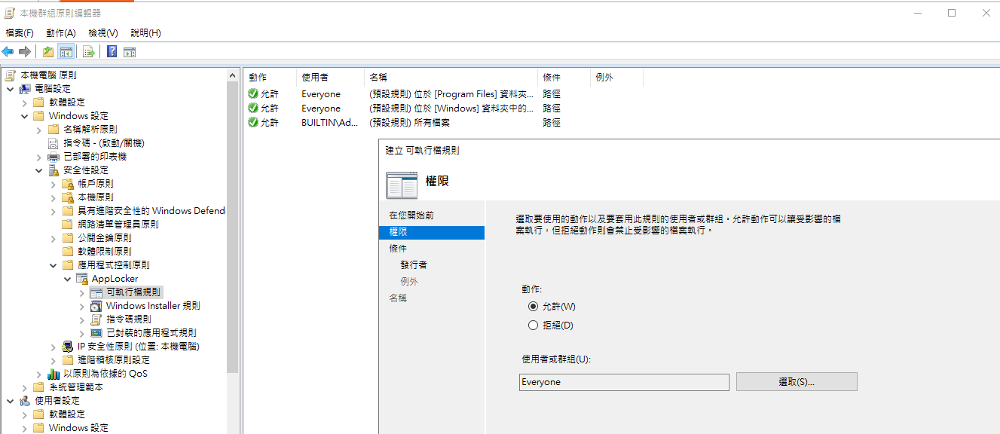 本機群組原則編輯器
檔案(F) 動作(A) 檢視(V) 說明(H)
本機電腦 原則
電腦設定
軟體設定
Windows 設定
名稱解析原則
指令碼 - (啟動/關機)
已部署的印表機
安全性設定
帳戶原則
本機原則
具有進階安全性的 Windows Defend
網路清單管理員原則
公開金鑰原則
軟體限制原則
應用程式控制原則
AppLocker
可執行檔規則
Windows Installer 規則
指令碼規則
已封裝的應用程式規則
IP 安全性原則 (位置: 本機電腦)
進階稽核原則設定
以原則為依據的 QoS
系統管理範本
使用者設定
軟體設定
Windows 設定
動作 使用者 名稱 條件 例外
允許 Everyone (預設規則) 位於 [Program Files] 資料夾... 路徑
允許 Everyone (預設規則) 位於 [Windows] 資料夾中的... 路徑
允許 BUILTIN\Ad... (預設規則) 所有檔案 路徑
建立 可執行檔規則
權限
在您開始前
權限
條件
發行者
例外
名稱
選取要使用的動作以及要套用此規則的使用者或群組。允許動作可以讓受影響的檔
案執行，但拒絕動作則會禁止受影響的檔案執行。
動作:
允許(W)
拒絕(D)
使用者或群組(U):
Everyone
選取(S)...